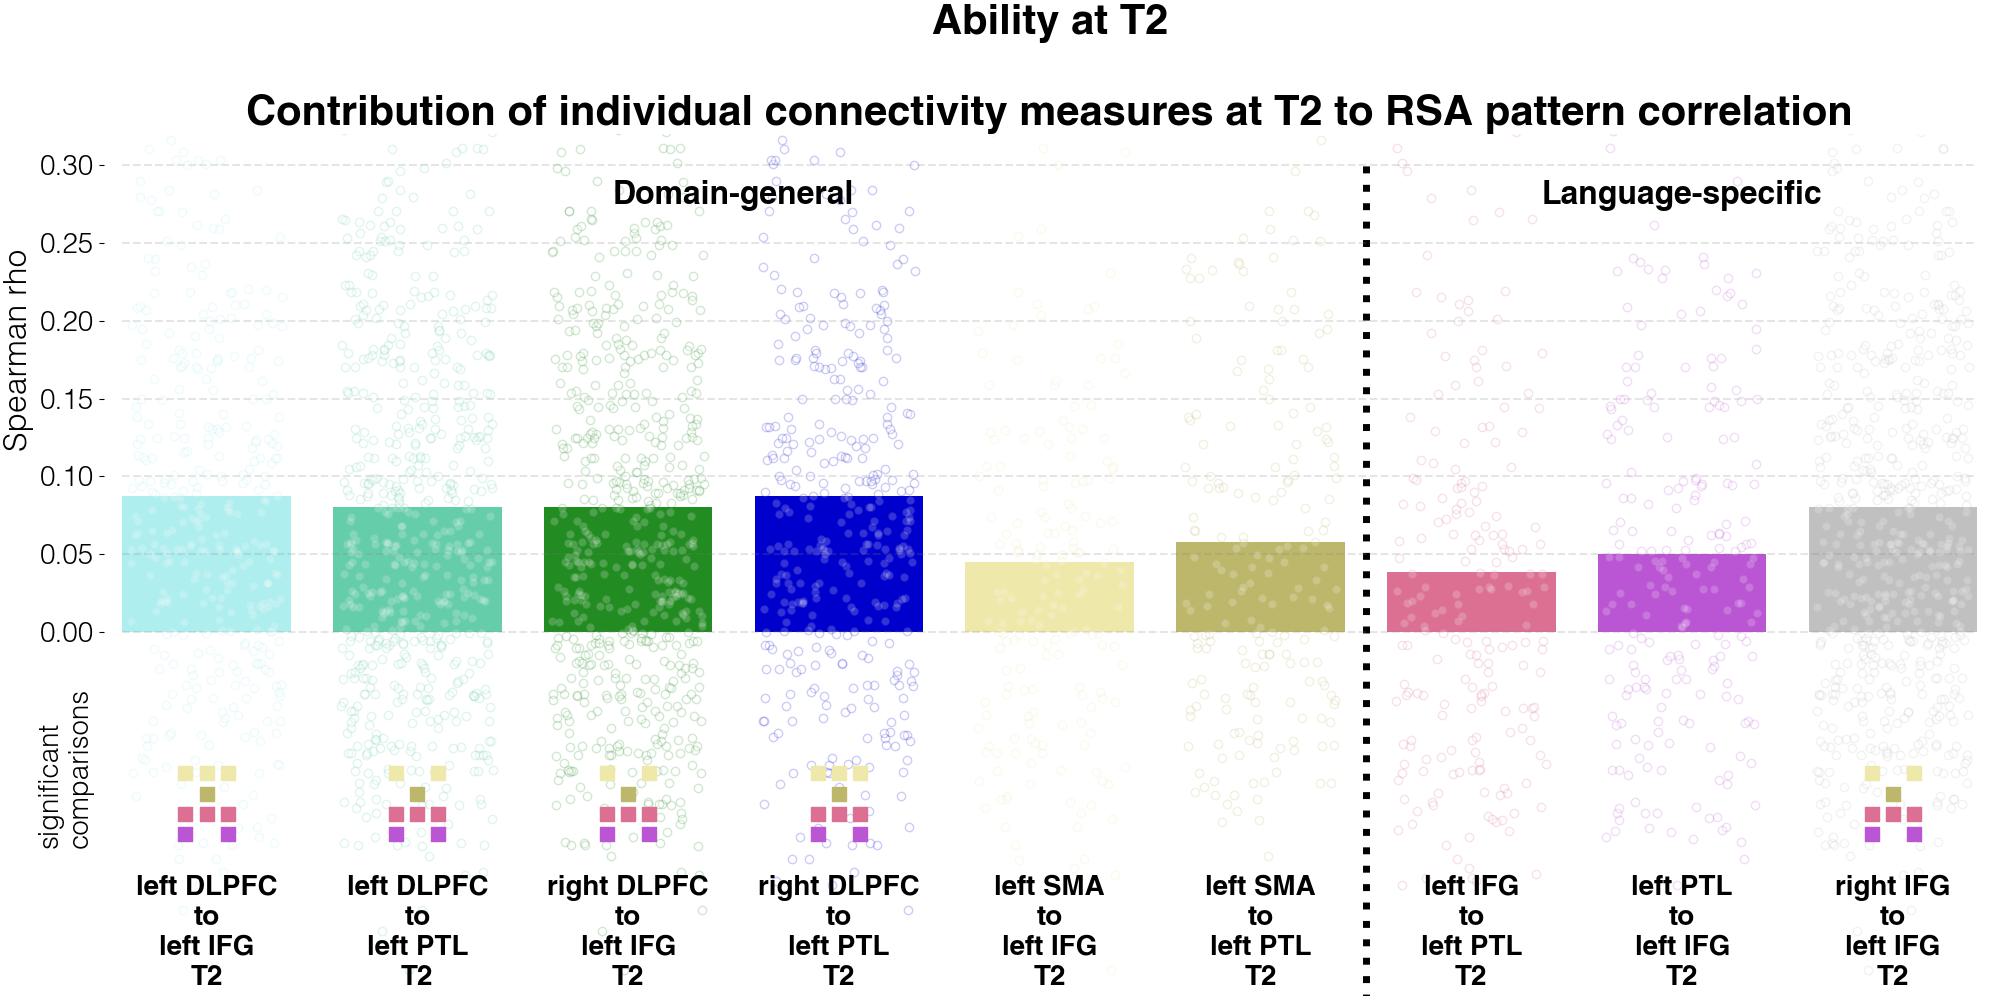 Ability at T2
Contribution of individual connectivity measures at T2 to RSA pattern correlation
Domain-general
Language-specific
Spearman rho
0.30
0.25
0.20
0.15
0.10
0.05
0.00
significant
comparisons
left DLPFC
to
left IFG
T2
left DLPFC
to
left PTL
T2
right DLPFC
to
left IFG
T2
right DLPFC
to
left PTL
T2
left SMA
to
left IFG
T2
left SMA
to
left PTL
T2
left IFG
to
left PTL
T2
left PTL
to
left IFG
T2
right IFG
to
left IFG
T2